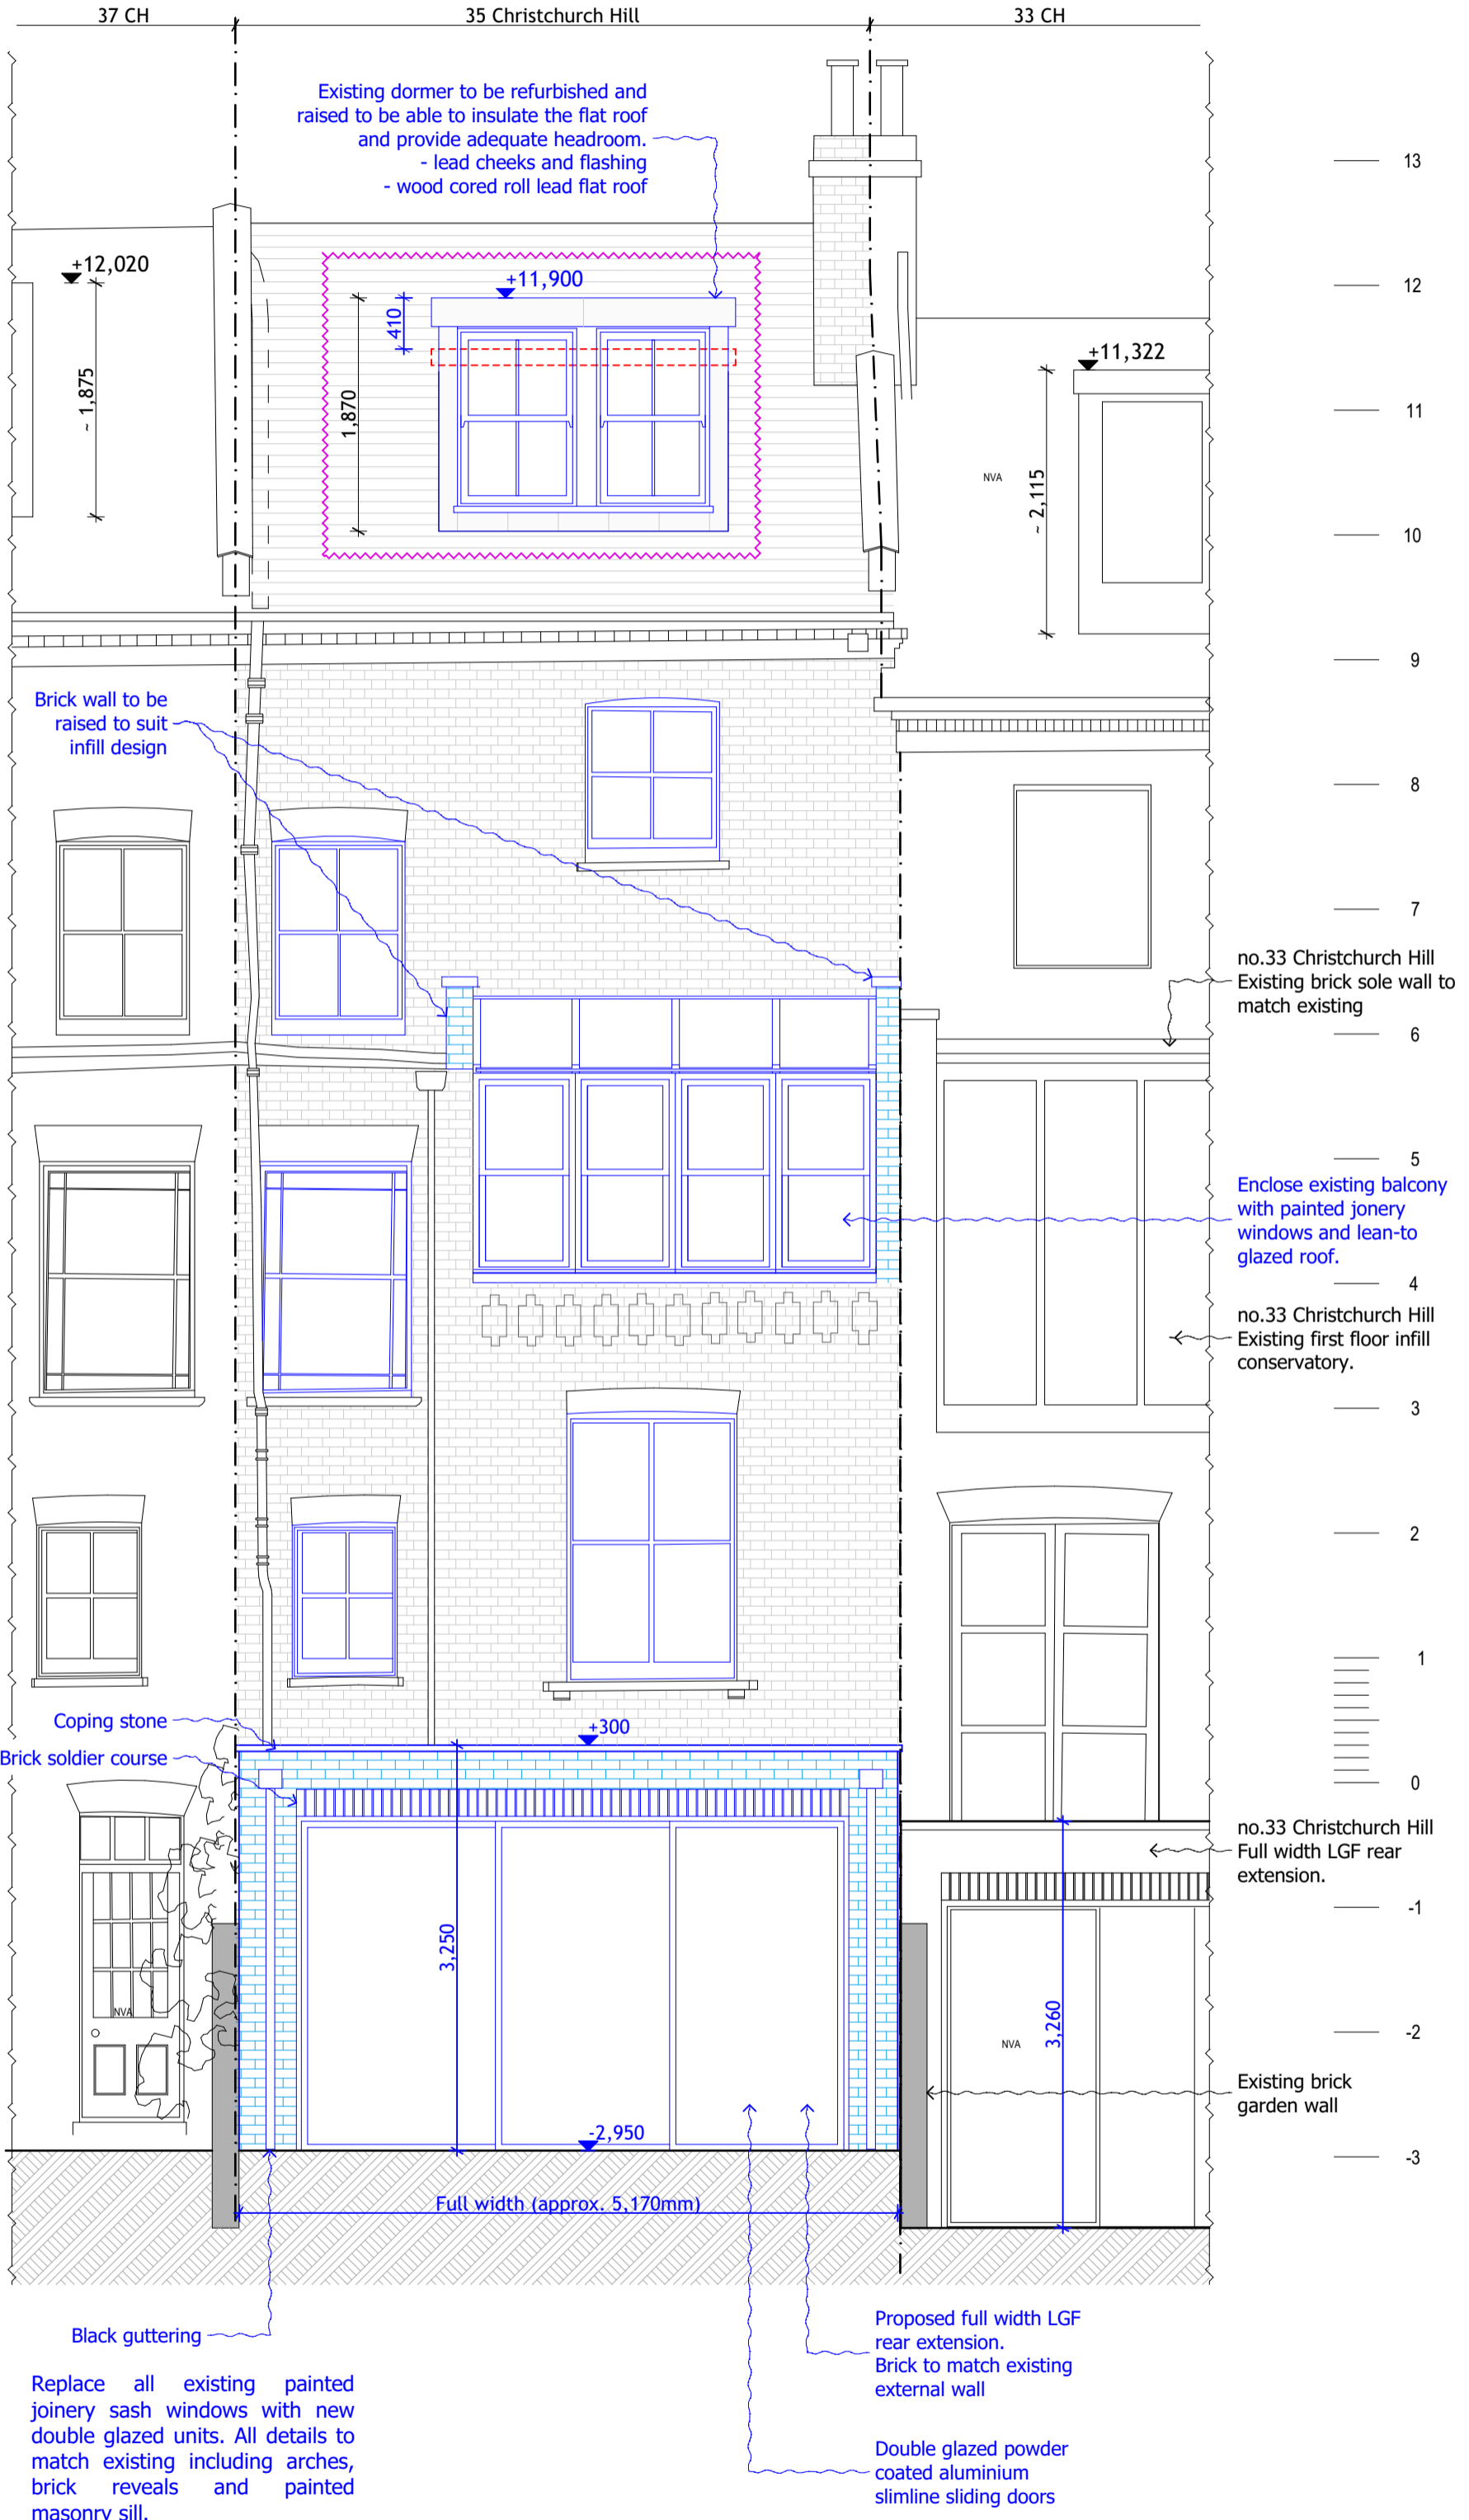 37 CH
35 Christchurch Hill
33 CH
Existing dormer to be refurbished and
raised to be able to insulate the flat roof
and provide adequate headroom.
- lead cheeks and flashing
- wood cored roll lead flat roof
13
+12,020
+11,900
12
410
+11,322
~1,875
1,870
11
NVA
~ 2,115
10
9
Brick wall to be
raised to suit
infill design
8
7
no.33 Christchurch Hill
Existing brick sole wall to
match existing
6
5
Enclose existing balcony
with painted jonery
windows and lean-to
glazed roof.
4
no.33 Christchurch Hill
Existing first floor infill
conservatory.
3
2
1
Coping stone
+300
Brick soldier course
0
no.33 Christchurch Hill
Full width LGF rear
extension.
-1
3,250
NVA
3,260
NVA
-2
Existing brick
garden wall
-2,950
-3
Full width (approx. 5,170mm)
Black guttering
Proposed full width LGF
rear extension.
Brick to match existing
external wall
Replace all existing painted
joinery sash windows with new
double glazed units. All details to
match existing including arches,
brick reveals and painted
masonry sill.
Double glazed powder
coated aluminium
slimline sliding doors